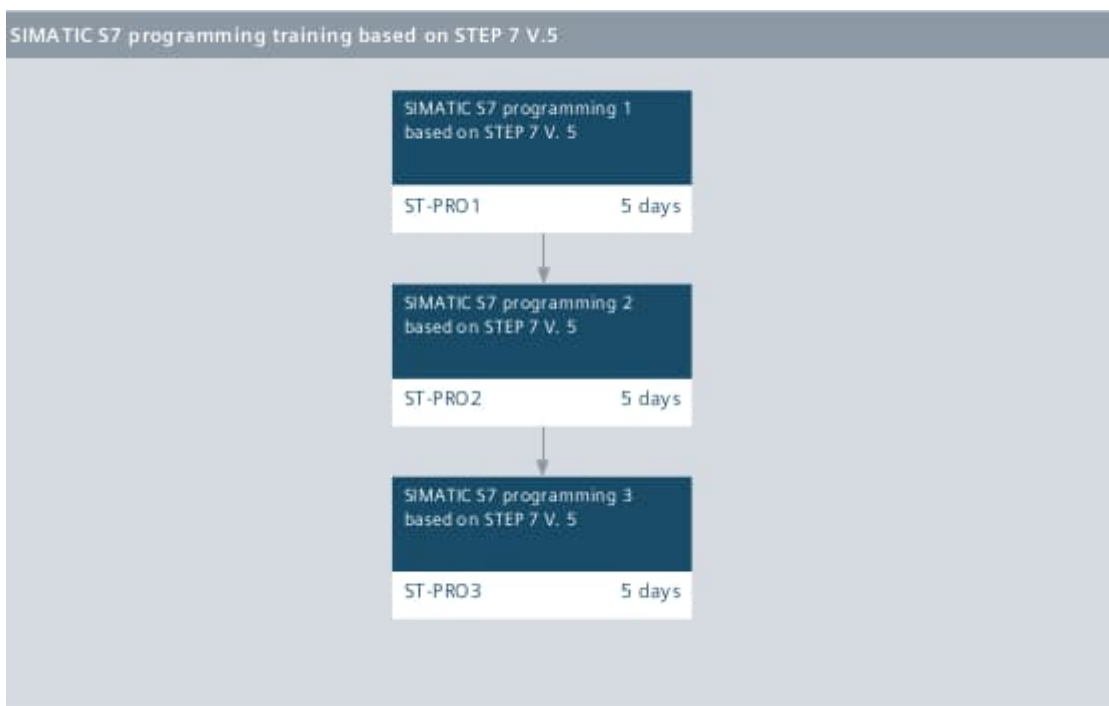 SIMATIC S7 programming training based on STEP 7 V.5
SIMATIC S7 programming 1
based on STEP 7 V. 5
ST-PRO1 5 days
SIMATIC S7 programming 2
based on STEP 7 V. 5
ST-PRO2 5 days
SIMATIC S7 programming 3
based on STEP 7 V. 5
ST-PRO3 5 days